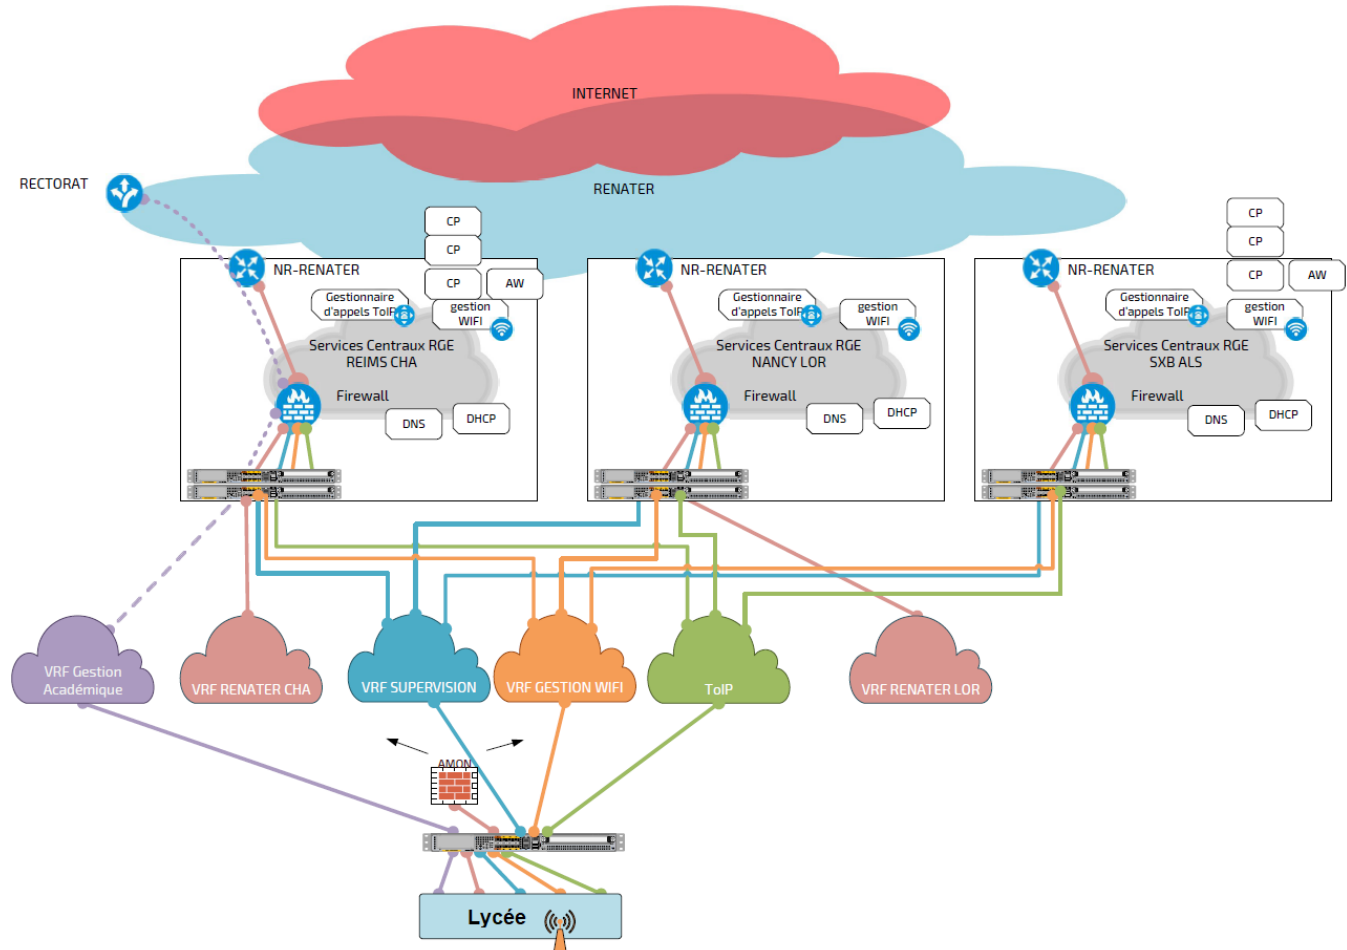 INTERNET
RENATER
RECTORAT
CP
CP
CP
AW
NR-RENATER
Gestionnaire
d'appels ToIP
gestion
WIFI
Services Centraux RGE
REIMS CHA
Firewall
DNS
DHCP
NR-RENATER
Gestionnaire
d'appels ToIP
gestion
WIFI
Services Centraux RGE
NANCY LOR
Firewall
DNS
DHCP
CP
CP
CP
AW
NR-RENATER
Gestionnaire
d'appels ToIP
gestion
WIFI
Services Centraux RGE
SXB ALS
Firewall
DNS
DHCP
VRF Gestion
Académique
VRF RENATER CHA
VRF SUPERVISION
VRF GESTION WIFI
ToIP
VRF RENATER LOR
AMON
Lycée